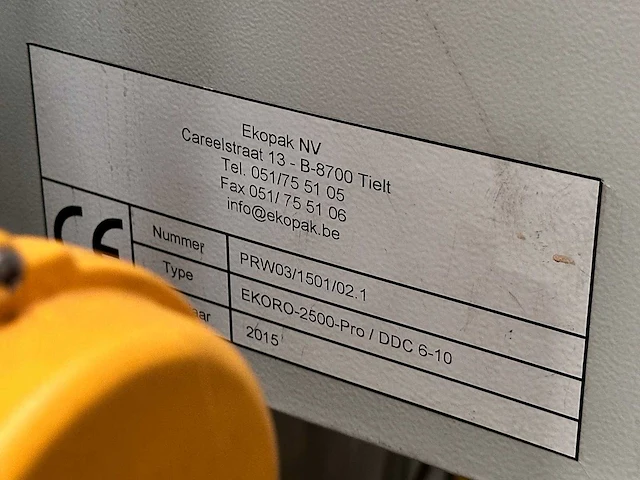 Ekopak NV
Careelstraat 13 - B-8700 Tielt
Tel. 051/75 51 05
Fax 051/ 75 51 06
info@ekopak.be
CE
Nummer PRW03/1501/02.1
Type EKORO-2500-Pro / DDC 6-10
2015